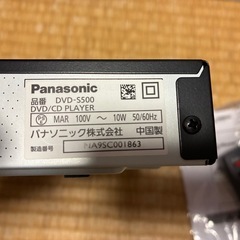 Panasonic
品番 DVD-S500
DVD/CD PLAYER
MAR 100V ～ 10W 50/60Hz
パナソニック株式会社 中国製
製造番号 NA9SC001863